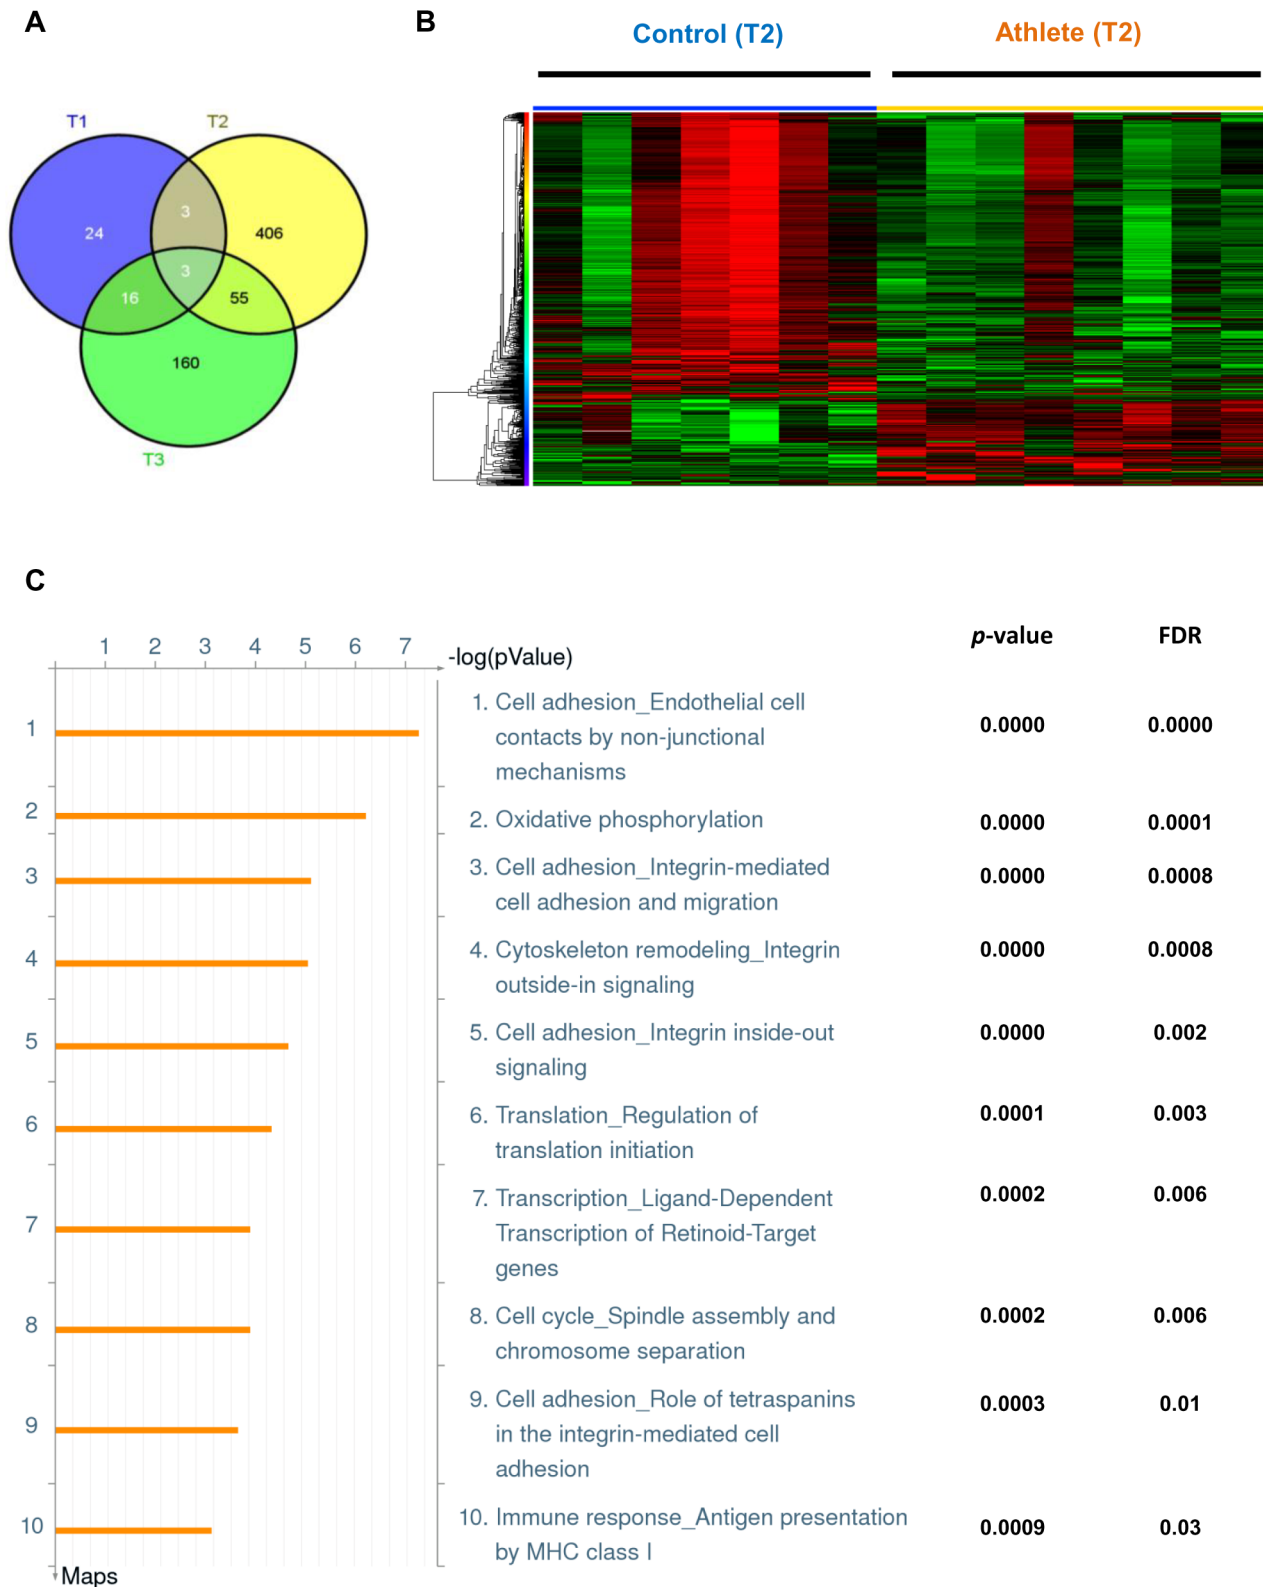 A
B
Control (T2)
Athlete (T2)
T1
T2
3
24
406
3
16
55
160
T3
C
1 2 3 4 5 6 7
-log(pValue)
p-value
FDR
1
1. Cell adhesion_Endothelial cell
contacts by non-junctional
mechanisms
0.0000
0.0000
2
2. Oxidative phosphorylation
0.0000
0.0001
3
3. Cell adhesion_Integrin-mediated
cell adhesion and migration
0.0000
0.0008
4
4. Cytoskeleton remodeling_Integrin
outside-in signaling
0.0000
0.0008
5
5. Cell adhesion_Integrin inside-out
signaling
0.0000
0.002
6
6. Translation_Regulation of
translation initiation
0.0001
0.003
7
7. Transcription_Ligand-Dependent
Transcription of Retinoid-Target
genes
0.0002
0.006
8
8. Cell cycle_Spindle assembly and
chromosome separation
0.0002
0.006
9
9. Cell adhesion_Role of tetraspanins
in the integrin-mediated cell
adhesion
0.0003
0.01
10
10. Immune response_Antigen presentation
by MHC class I
0.0009
0.03
Maps